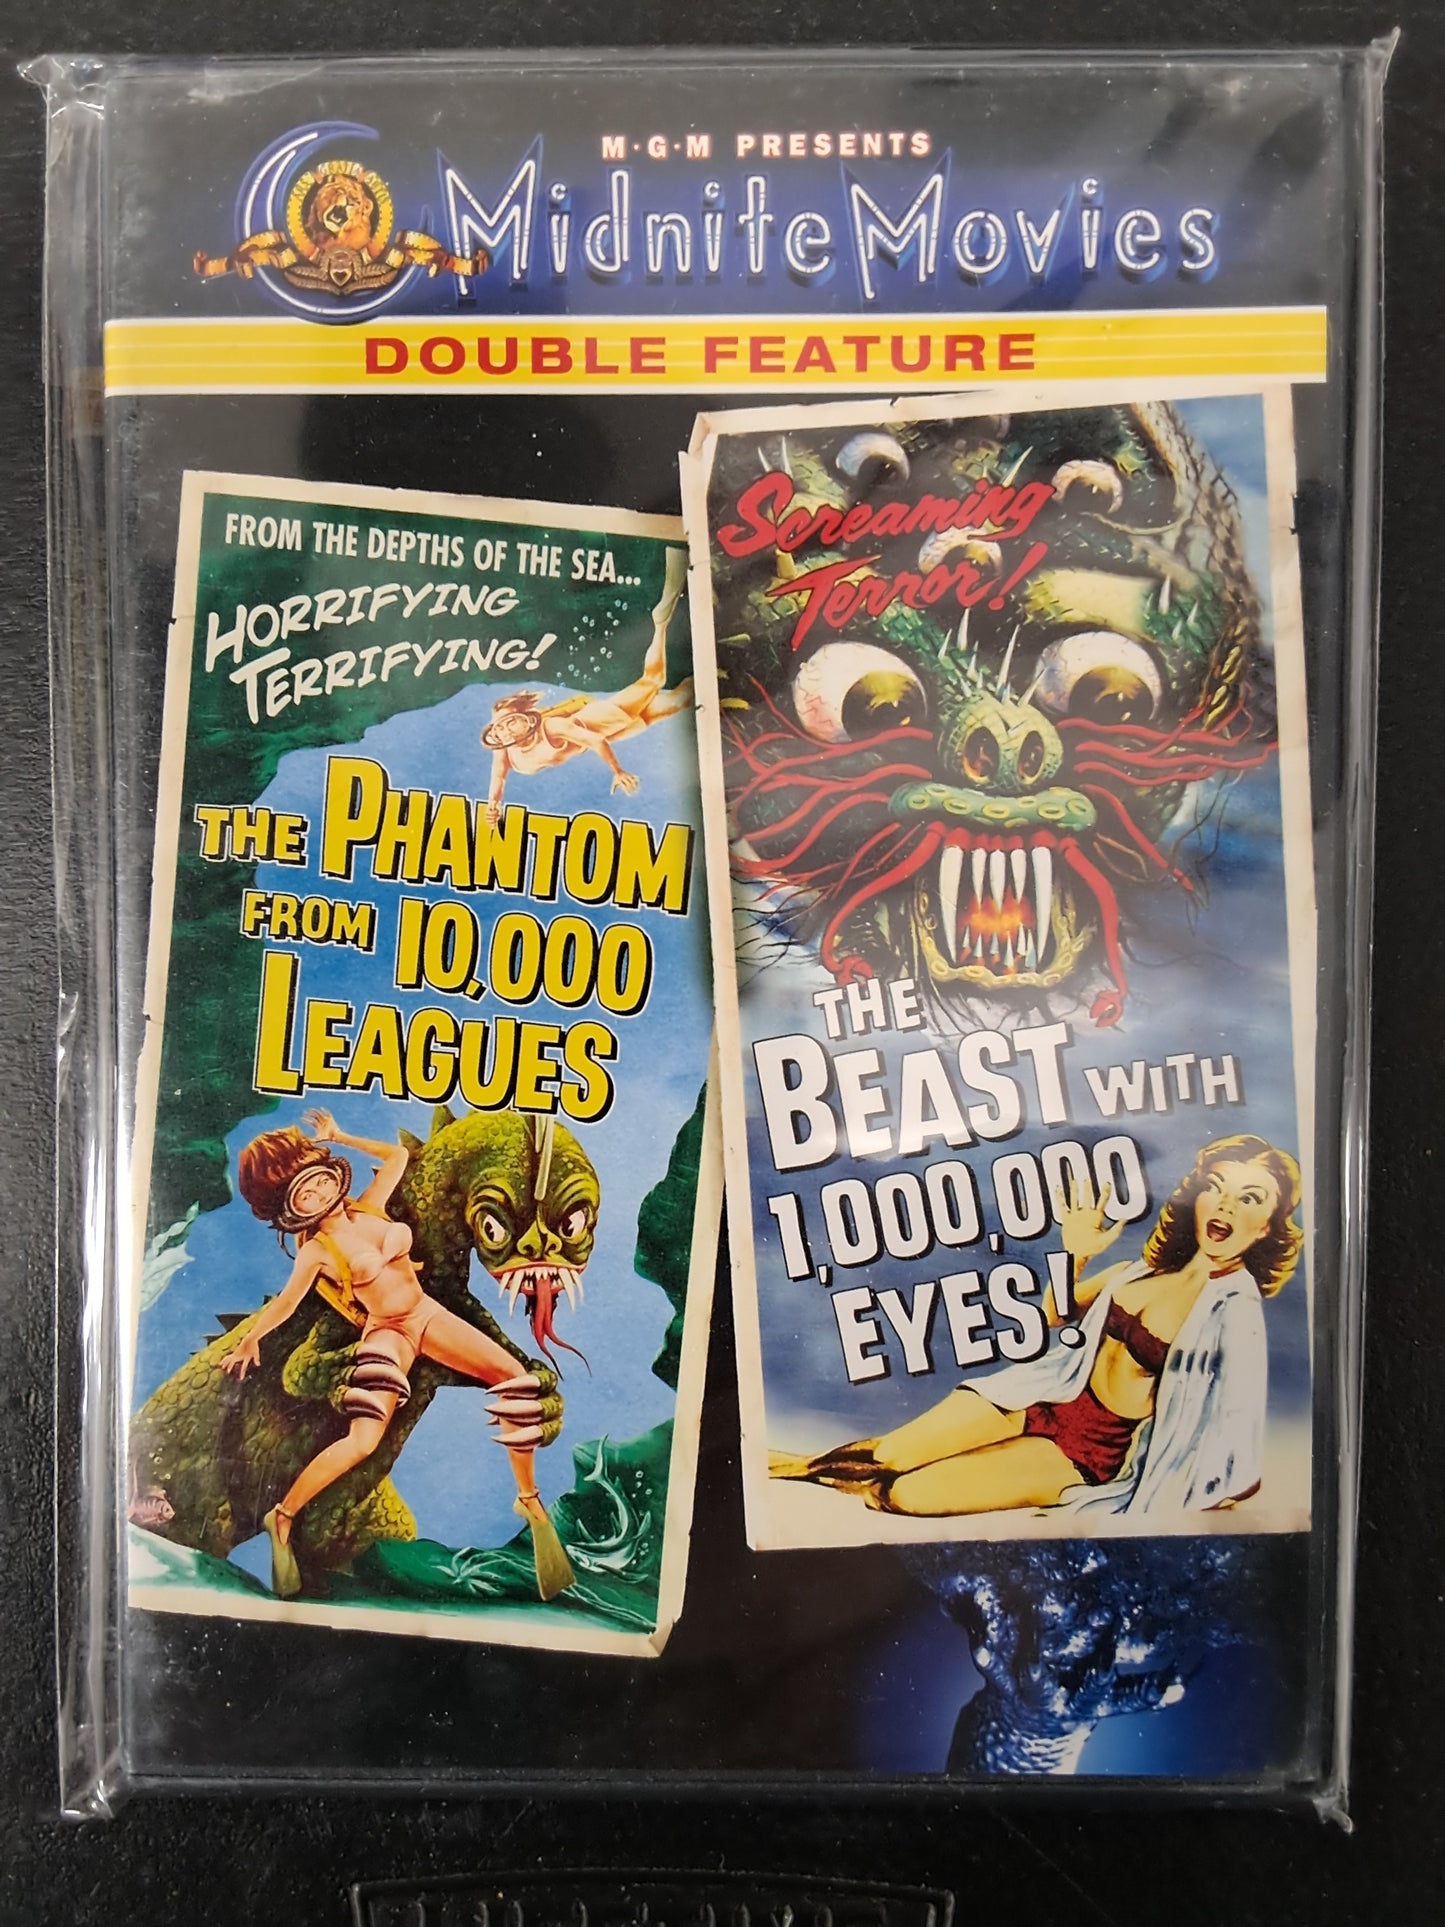 M·G·M PRESENTS
Midnite Movies
DOUBLE FEATURE
FROM THE DEPTHS OF THE SEA...
HORRIFYING
TERRIFYING!
THE PHANTOM
FROM 10,000
LEAGUES
Screaming
Terror!
THE
BEAST WITH
1,000,000
EYES!